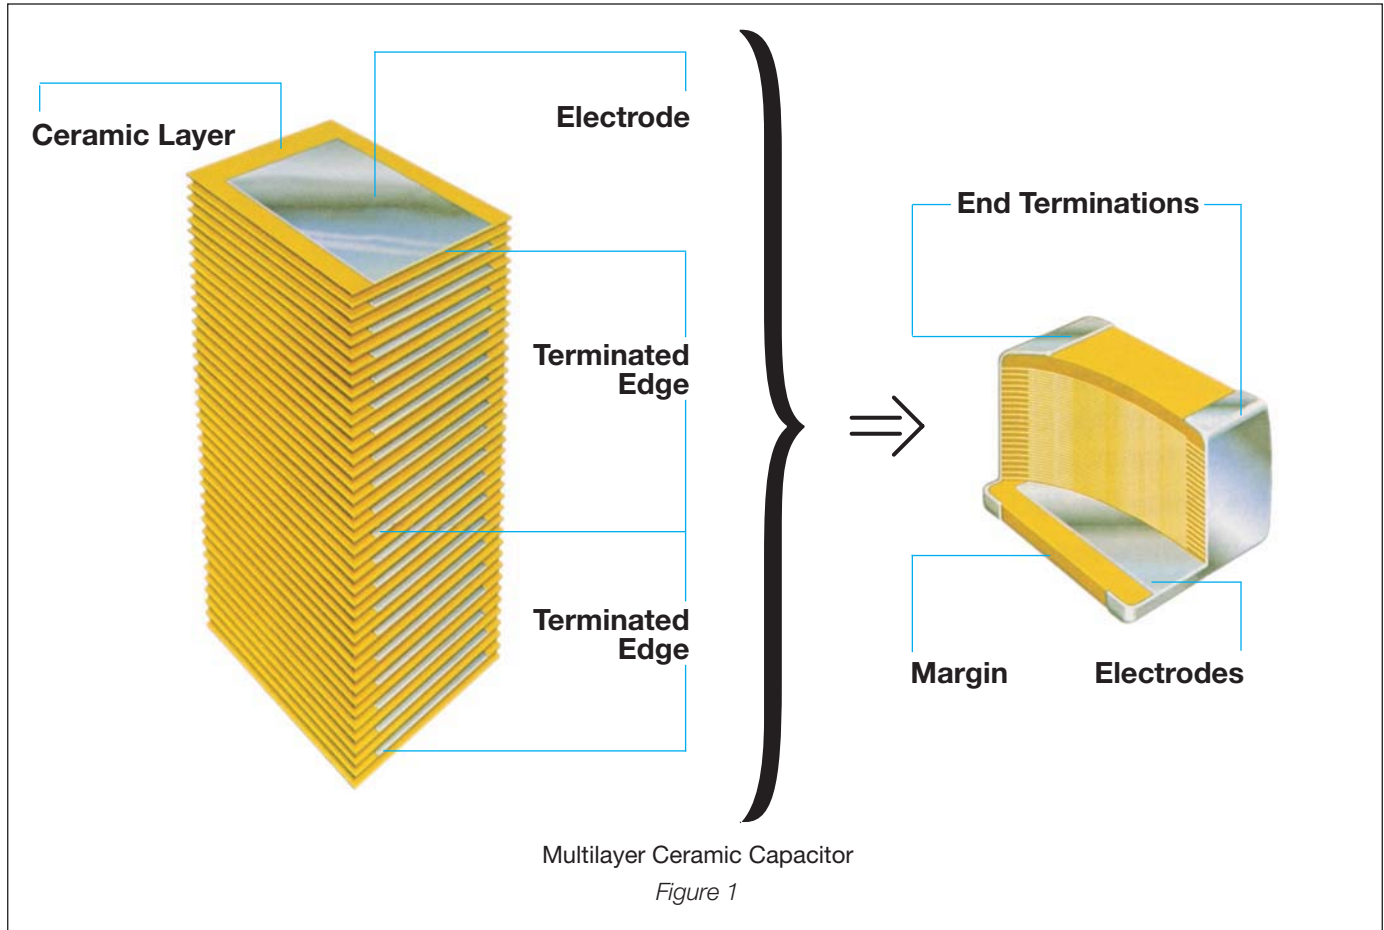 Ceramic Layer
Electrode
Terminated
Edge
Terminated
Edge
End Terminations
Margin
Electrodes
Multilayer Ceramic Capacitor
Figure 1